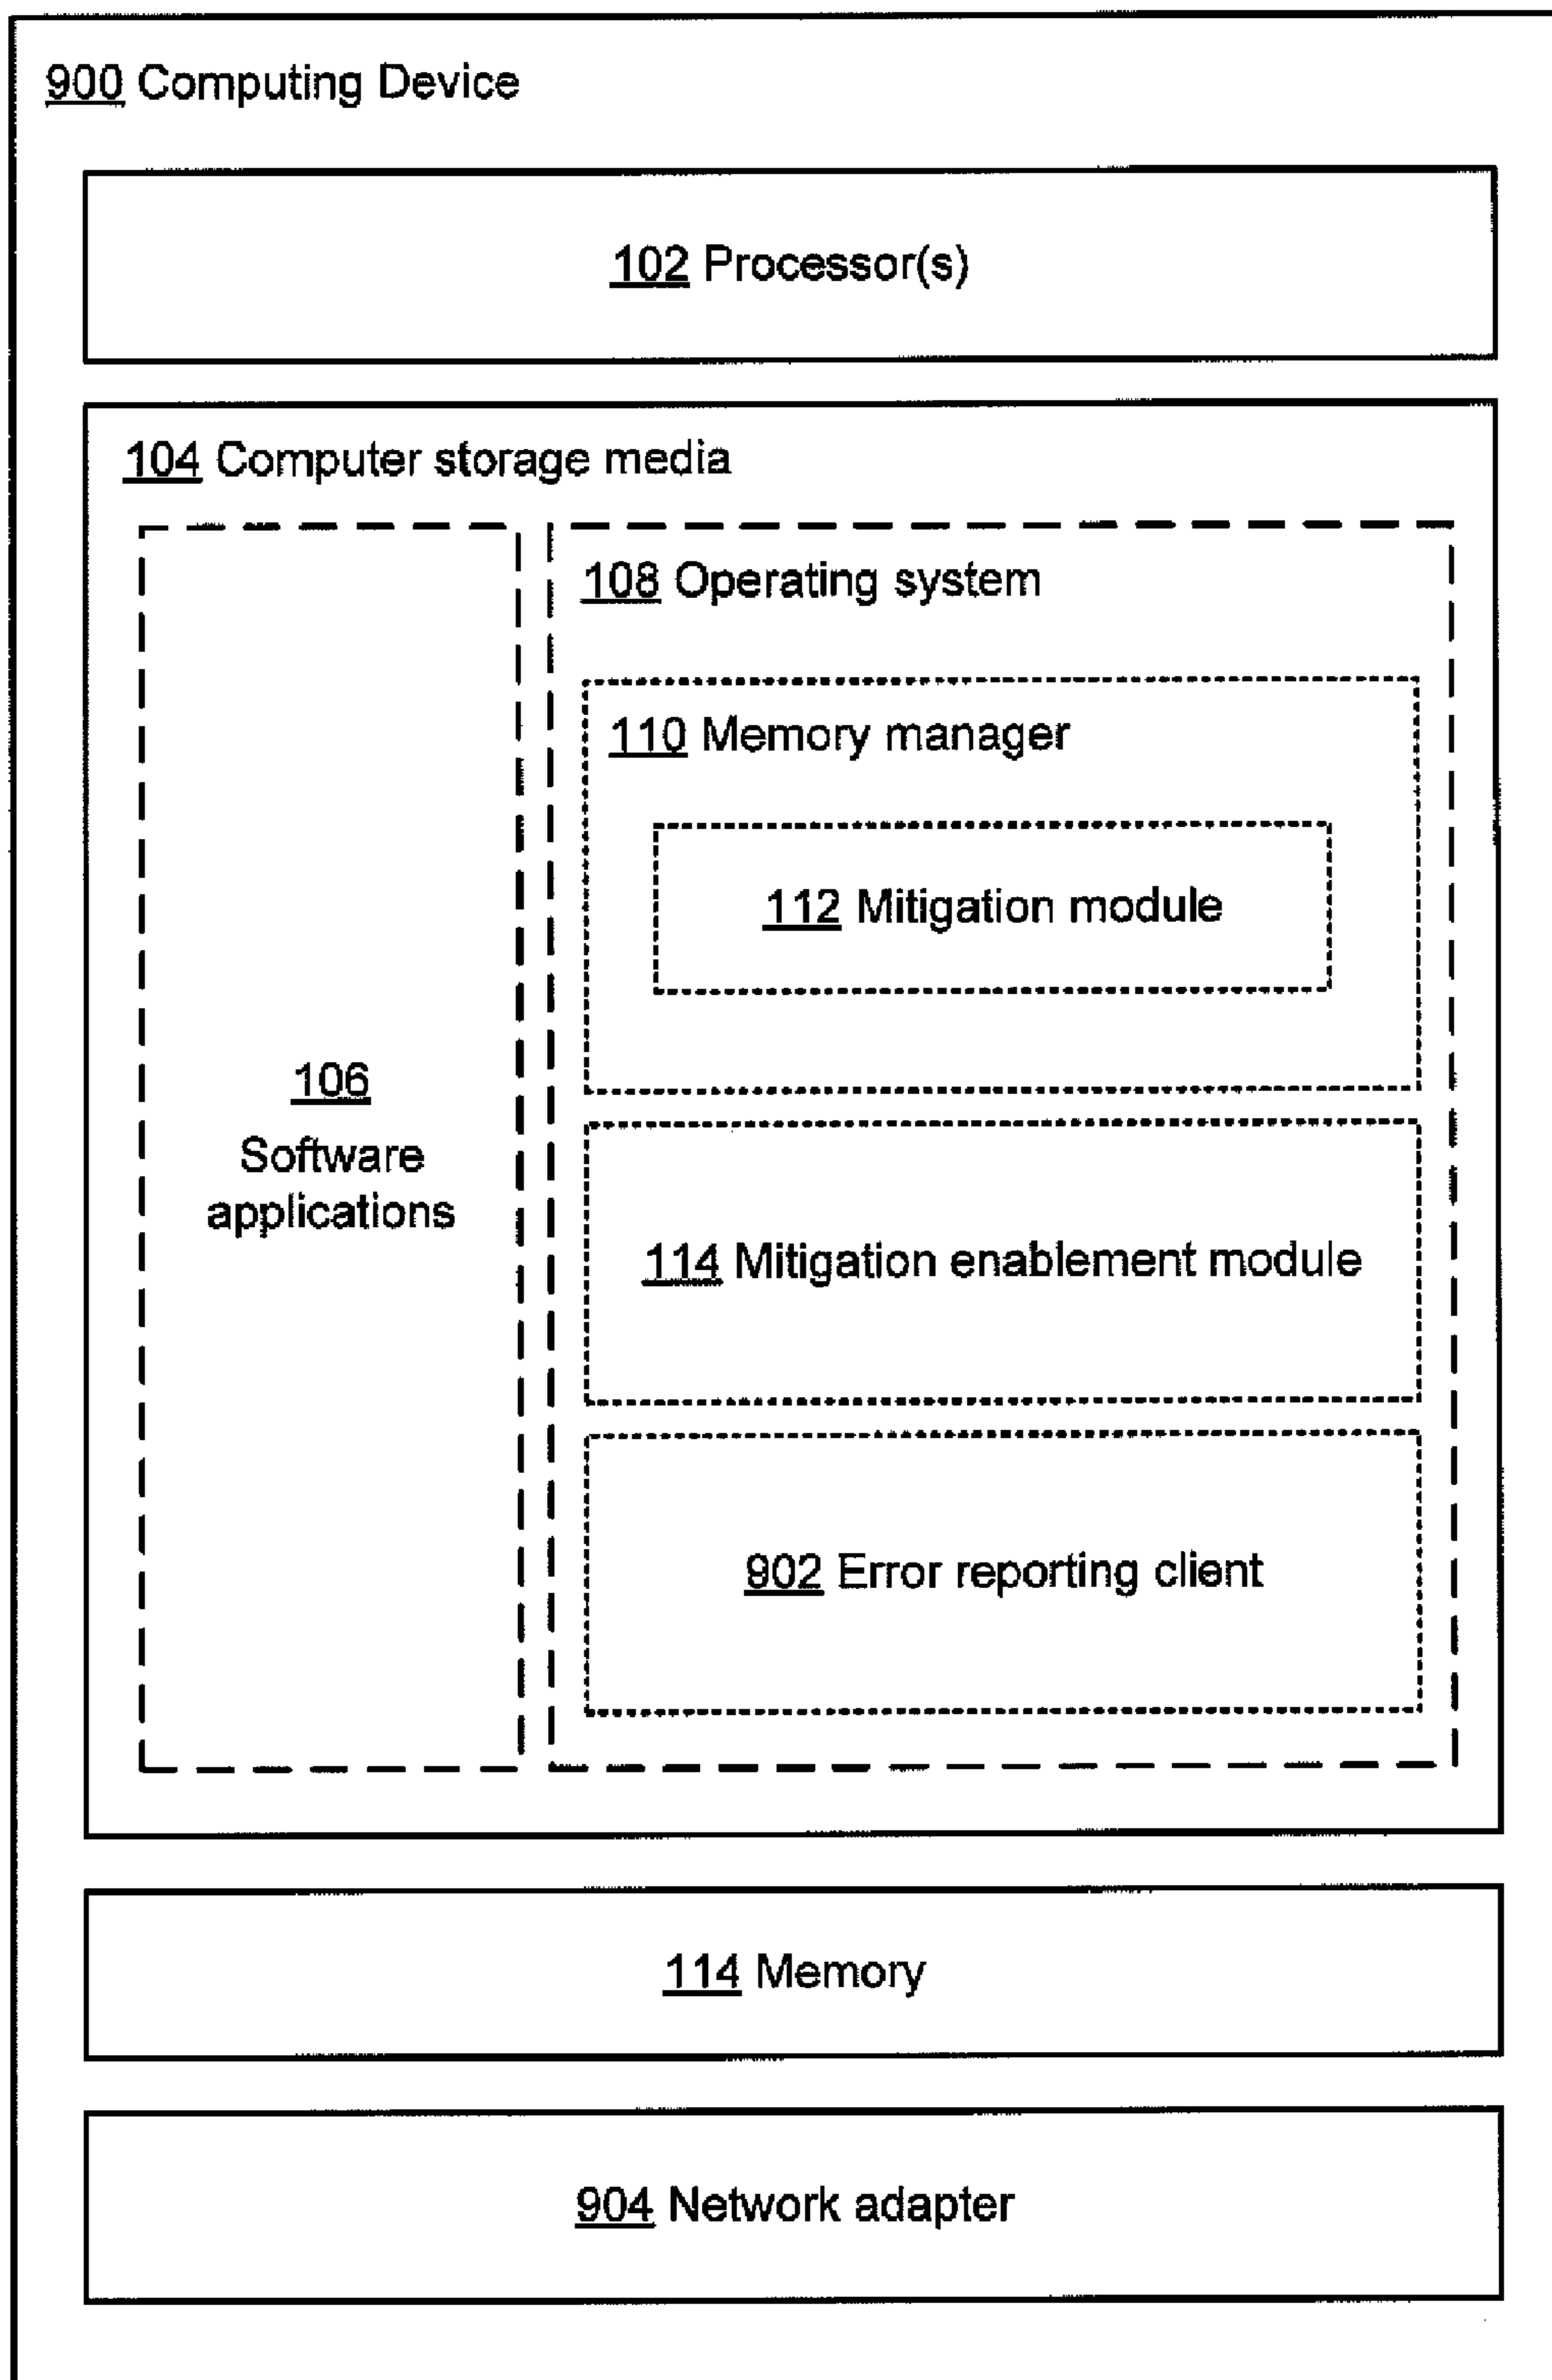 900 Computing Device
102 Processor(s)
104 Computer storage media
106
Software
applications
108 Operating system
110 Memory manager
112 Mitigation module
114 Mitigation enablement module
902 Error reporting client
114 Memory
904 Network adapter